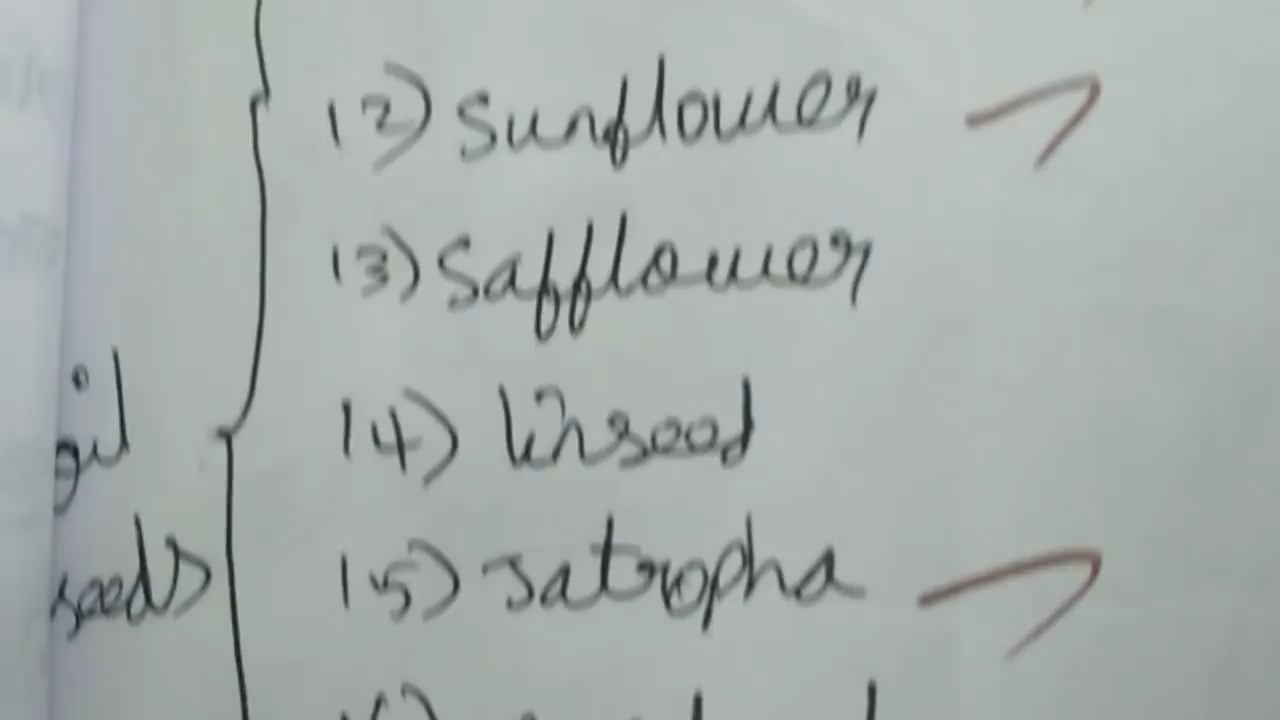 12) Sunflower
13) Safflower
14) linseed
15) Jatropha
oil
seeds